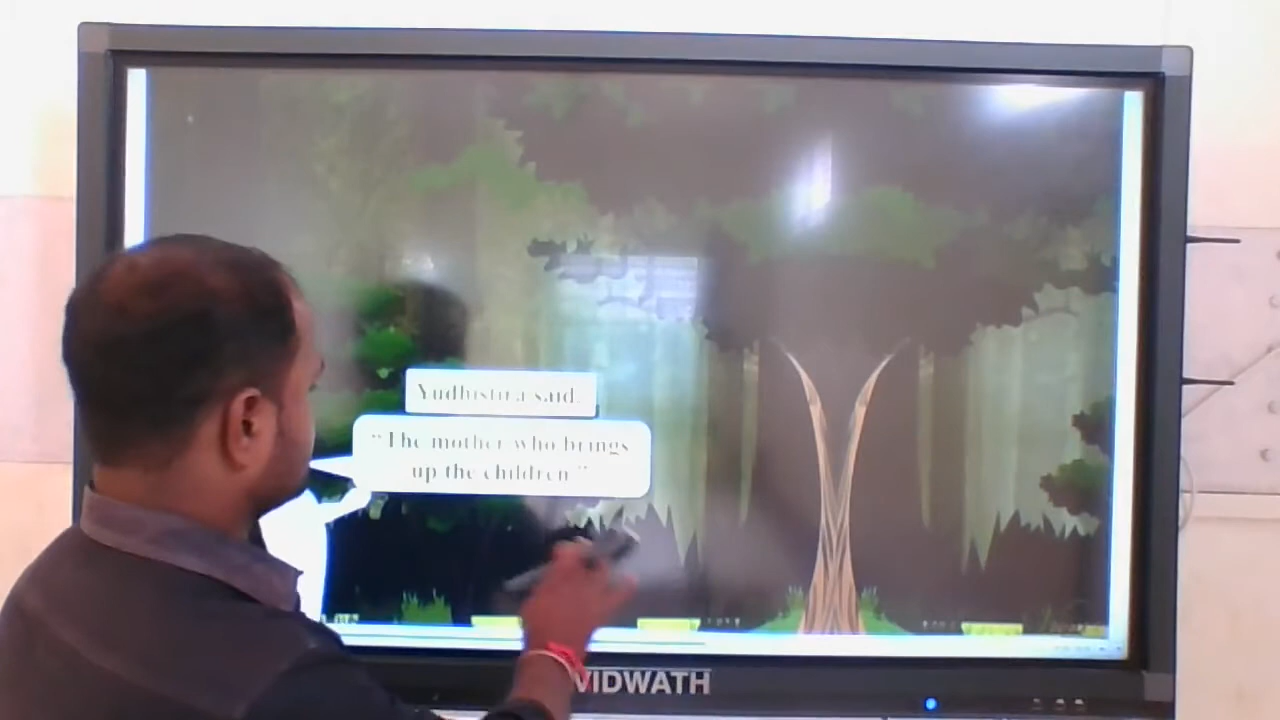 Yudhistira said,
"The mother who brings
up the children"
VIDWATH